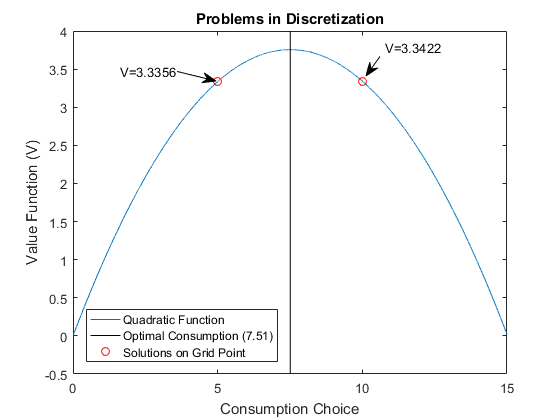 Problems in Discretization
4
3.5
3
2.5
2
1.5
1
0.5
0
-0.5
Value Function (V)
V=3.3356
V=3.3422
Quadratic Function
Optimal Consumption (7.51)
Solutions on Grid Point
0 5 10 15
Consumption Choice